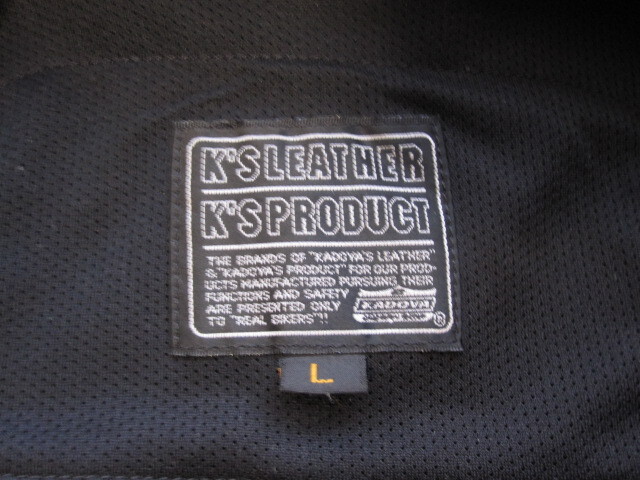 K'S LEATHER
K'S PRODUCT
THE BRANDS OF "KADOYA'S LEATHER"
& "KADOYA'S PRODUCT" FOR OUR PROD-
UCTS MANUFACTURED PURSUING THEIR
FUNCTIONS AND SAFETY
ARE PRESENTED ONLY
TO "REAL BIKERS"!!
KADOYA
®
L